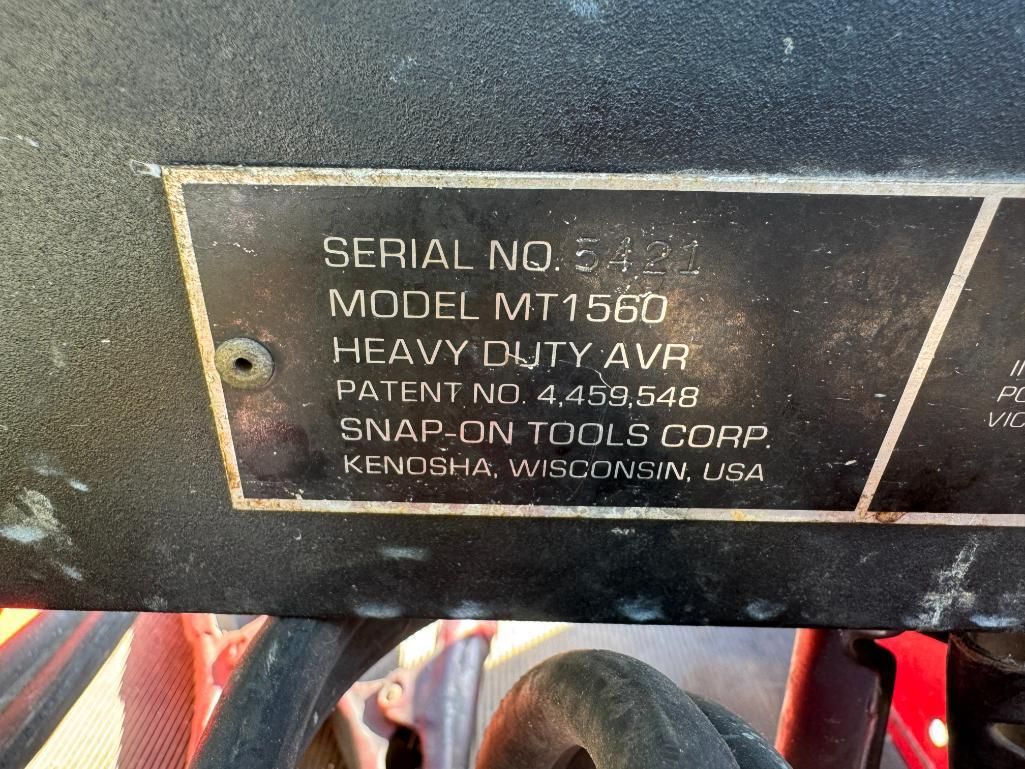 SERIAL NO. 5421
MODEL MT1560
HEAVY DUTY AVR
PATENT NO. 4,459,548
SNAP-ON TOOLS CORP.
KENOSHA, WISCONSIN, USA